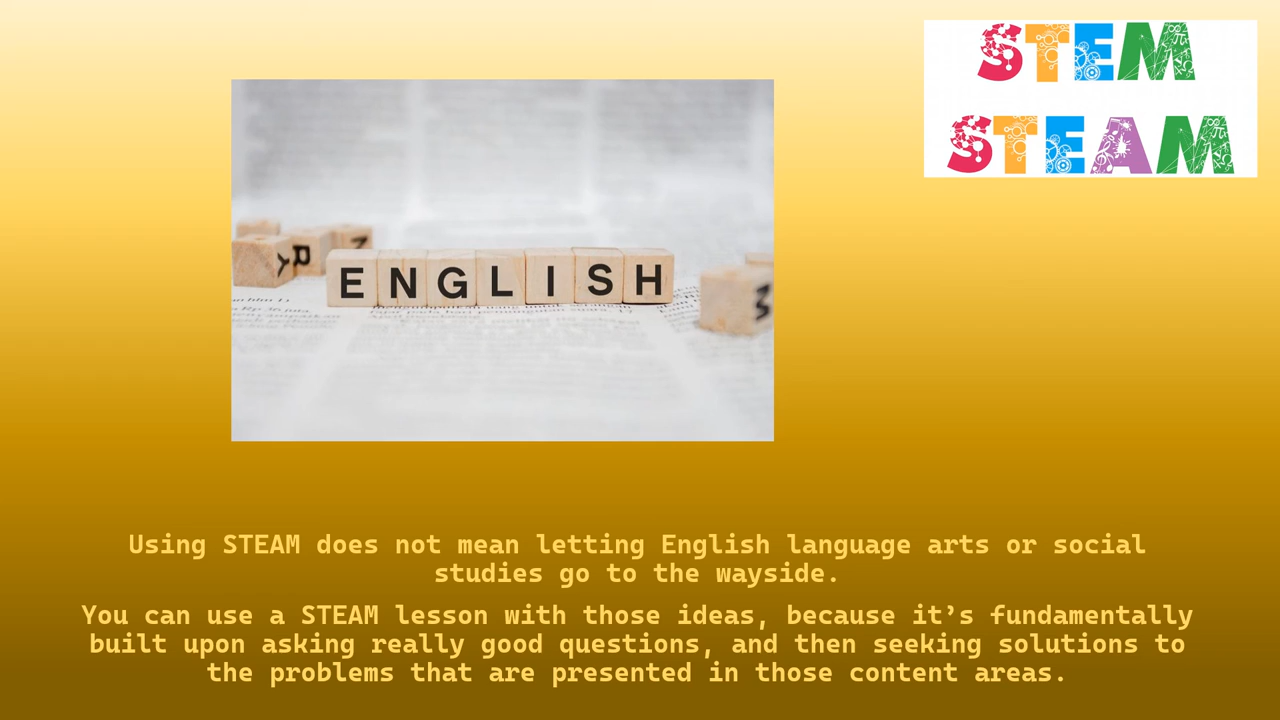 STEM
STEAM
Y R N
ENGLISH
Using STEAM does not mean letting English language arts or social
studies go to the wayside.
You can use a STEAM lesson with those ideas, because it’s fundamentally
built upon asking really good questions, and then seeking solutions to
the problems that are presented in those content areas.